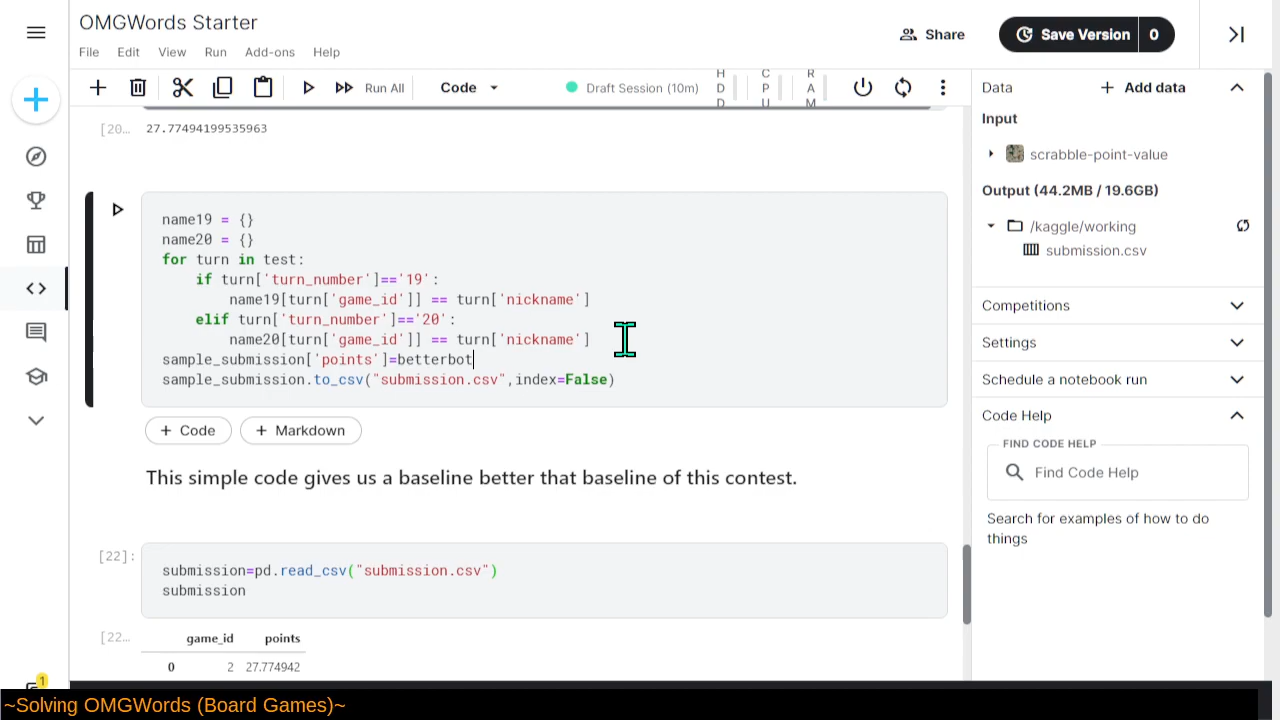 OMGWords Starter
File Edit View Run Add-ons Help
Share
Save Version 0
Run All Code Draft Session (10m) HDD CPU RAM
[20...
27.77494199535963
name19 = {}
name20 = {}
for turn in test:
    if turn['turn_number']=='19':
        name19[turn['game_id']] == turn['nickname']
    elif turn['turn_number']=='20':
        name20[turn['game_id']] == turn['nickname']
sample_submission['points']=betterbot
sample_submission.to_csv("submission.csv",index=False)
+ Code + Markdown
This simple code gives us a baseline better that baseline of this contest.
[22]:
submission=pd.read_csv("submission.csv")
submission
[22...
game_id points
0 2 27.774942
Data + Add data
Input
scrabble-point-value
Output (44.2MB / 19.6GB)
/kaggle/working
submission.csv
Competitions
Settings
Schedule a notebook run
Code Help
FIND CODE HELP
Find Code Help
Search for examples of how to do
things
1
~Solving OMGWords (Board Games)~